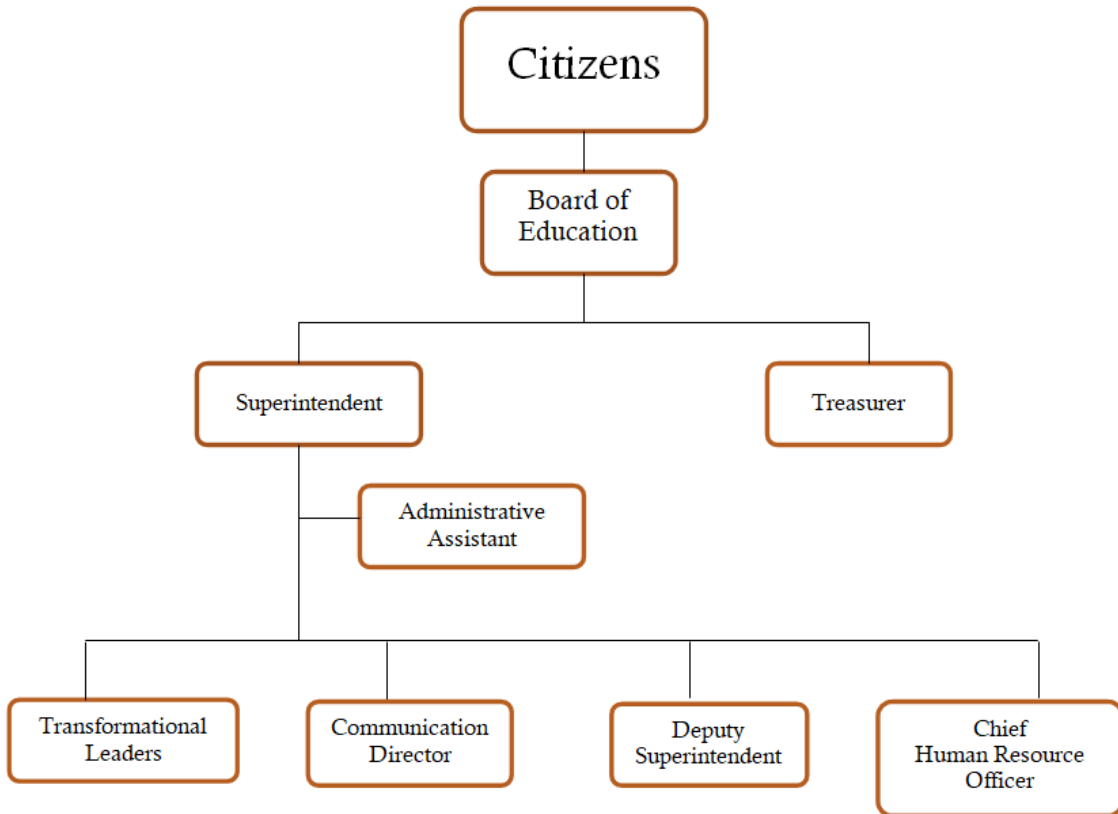 Citizens
Board of
Education
Superintendent
Treasurer
Administrative
Assistant
Transformational
Leaders
Communication
Director
Deputy
Superintendent
Chief
Human Resource
Officer